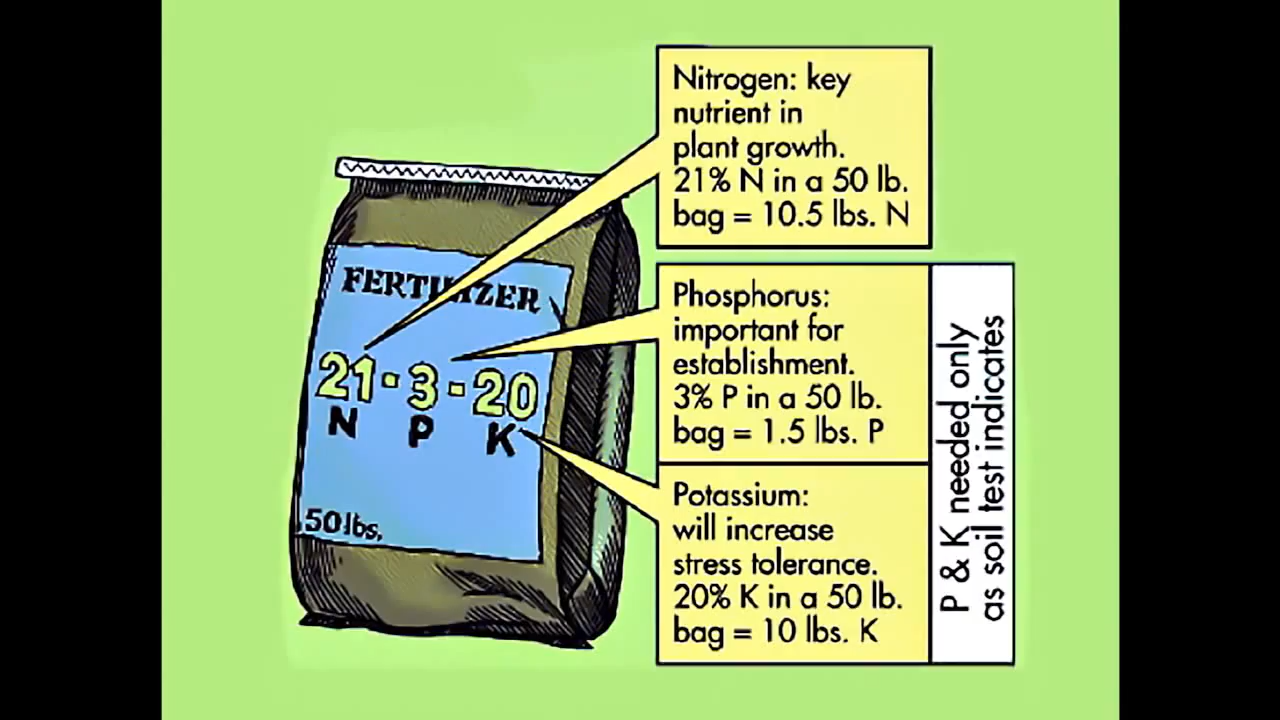 FERTILIZER
21-3-20
N P K
50 lbs.
Nitrogen: key
nutrient in
plant growth.
21% N in a 50 lb.
bag = 10.5 lbs. N
Phosphorus:
important for
establishment.
3% P in a 50 lb.
bag = 1.5 lbs. P
Potassium:
will increase
stress tolerance.
20% K in a 50 lb.
bag = 10 lbs. K
P & K needed only
as soil test indicates